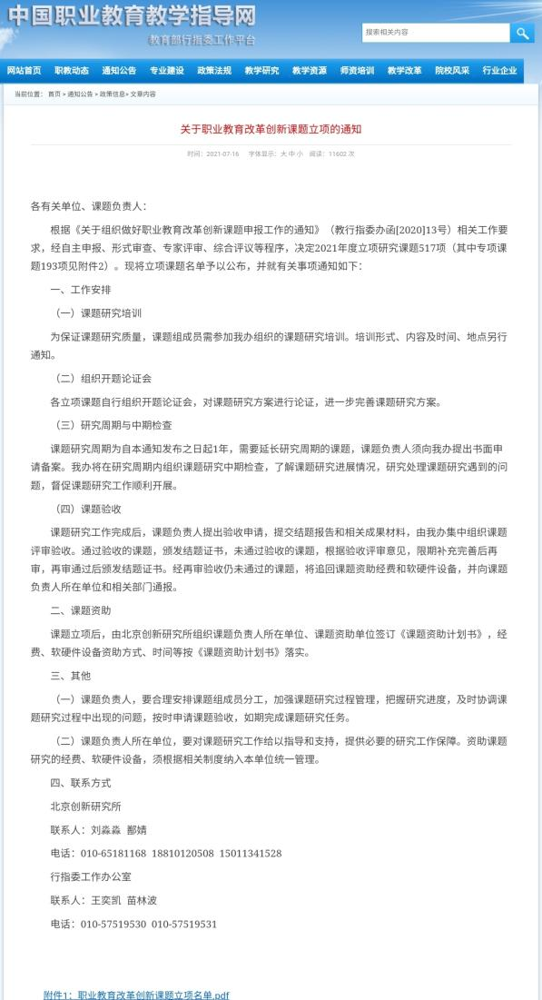 中国职业教育教学指导网
教育部行指委工作平台
搜索相关内容
网站首页 职教动态 通知公告 专业建设 政策法规 教学研究 教学资源 师资培训 教学改革 院校风采 行业企业
当前位置： 首页 > 通知公告 > 政策信息> 文章内容
关于职业教育改革创新课题立项的通知
时间：2021-07-16 字体显示：大 中 小 阅读：11602 次
各有关单位、课题负责人：
根据《关于组织做好职业教育改革创新课题申报工作的通知》（教行指委办函[2020]13号）相关工作要
求，经自主申报、形式审查、专家评审、综合评议等程序，决定2021年度立项研究课题517项（其中专项课
题193项见附件2）。现将立项课题名单予以公布，并就有关事项通知如下：
一、工作安排
（一）课题研究培训
为保证课题研究质量，课题组成员需参加我办组织的课题研究培训。培训形式、内容及时间、地点另行
通知。
（二）组织开题论证会
各立项课题自行组织开题论证会，对课题研究方案进行论证，进一步完善课题研究方案。
（三）研究周期与中期检查
课题研究周期为自本通知发布之日起1年，需要延长研究周期的课题，课题负责人须向我办提出书面申
请备案。我办将在研究周期内组织课题研究中期检查，了解课题研究进展情况，研究处理课题研究遇到的问
题，督促课题研究工作顺利开展。
（四）课题验收
课题研究工作完成后，课题负责人提出验收申请，提交结题报告和相关成果材料，由我办集中组织课题
评审验收。通过验收的课题，颁发结题证书，未通过验收的课题，根据验收评审意见，限期补充完善后再
审，再审通过后颁发结题证书。经再审验收仍未通过的课题，将追回课题资助经费和软硬件设备，并向课题
负责人所在单位和相关部门通报。
二、课题资助
课题立项后，由北京创新研究所组织课题负责人所在单位、课题资助单位签订《课题资助计划书》，经
费、软硬件设备资助方式、时间等按《课题资助计划书》落实。
三、其他
（一）课题负责人，要合理安排课题组成员分工，加强课题研究过程管理，把握研究进度，及时协调课
题研究过程中出现的问题，按时申请课题验收，如期完成课题研究任务。
（二）课题负责人所在单位，要对课题研究工作给以指导和支持，提供必要的研究工作保障。资助课题
研究的经费、软硬件设备，须根据相关制度纳入本单位统一管理。
四、联系方式
北京创新研究所
联系人：刘淼淼 鄢婧
电话：010-65181168 18810120508 15011341528
行指委工作办公室
联系人：王奕凯 苗林波
电话：010-57519530 010-57519531
附件1：职业教育改革创新课题立项名单.pdf